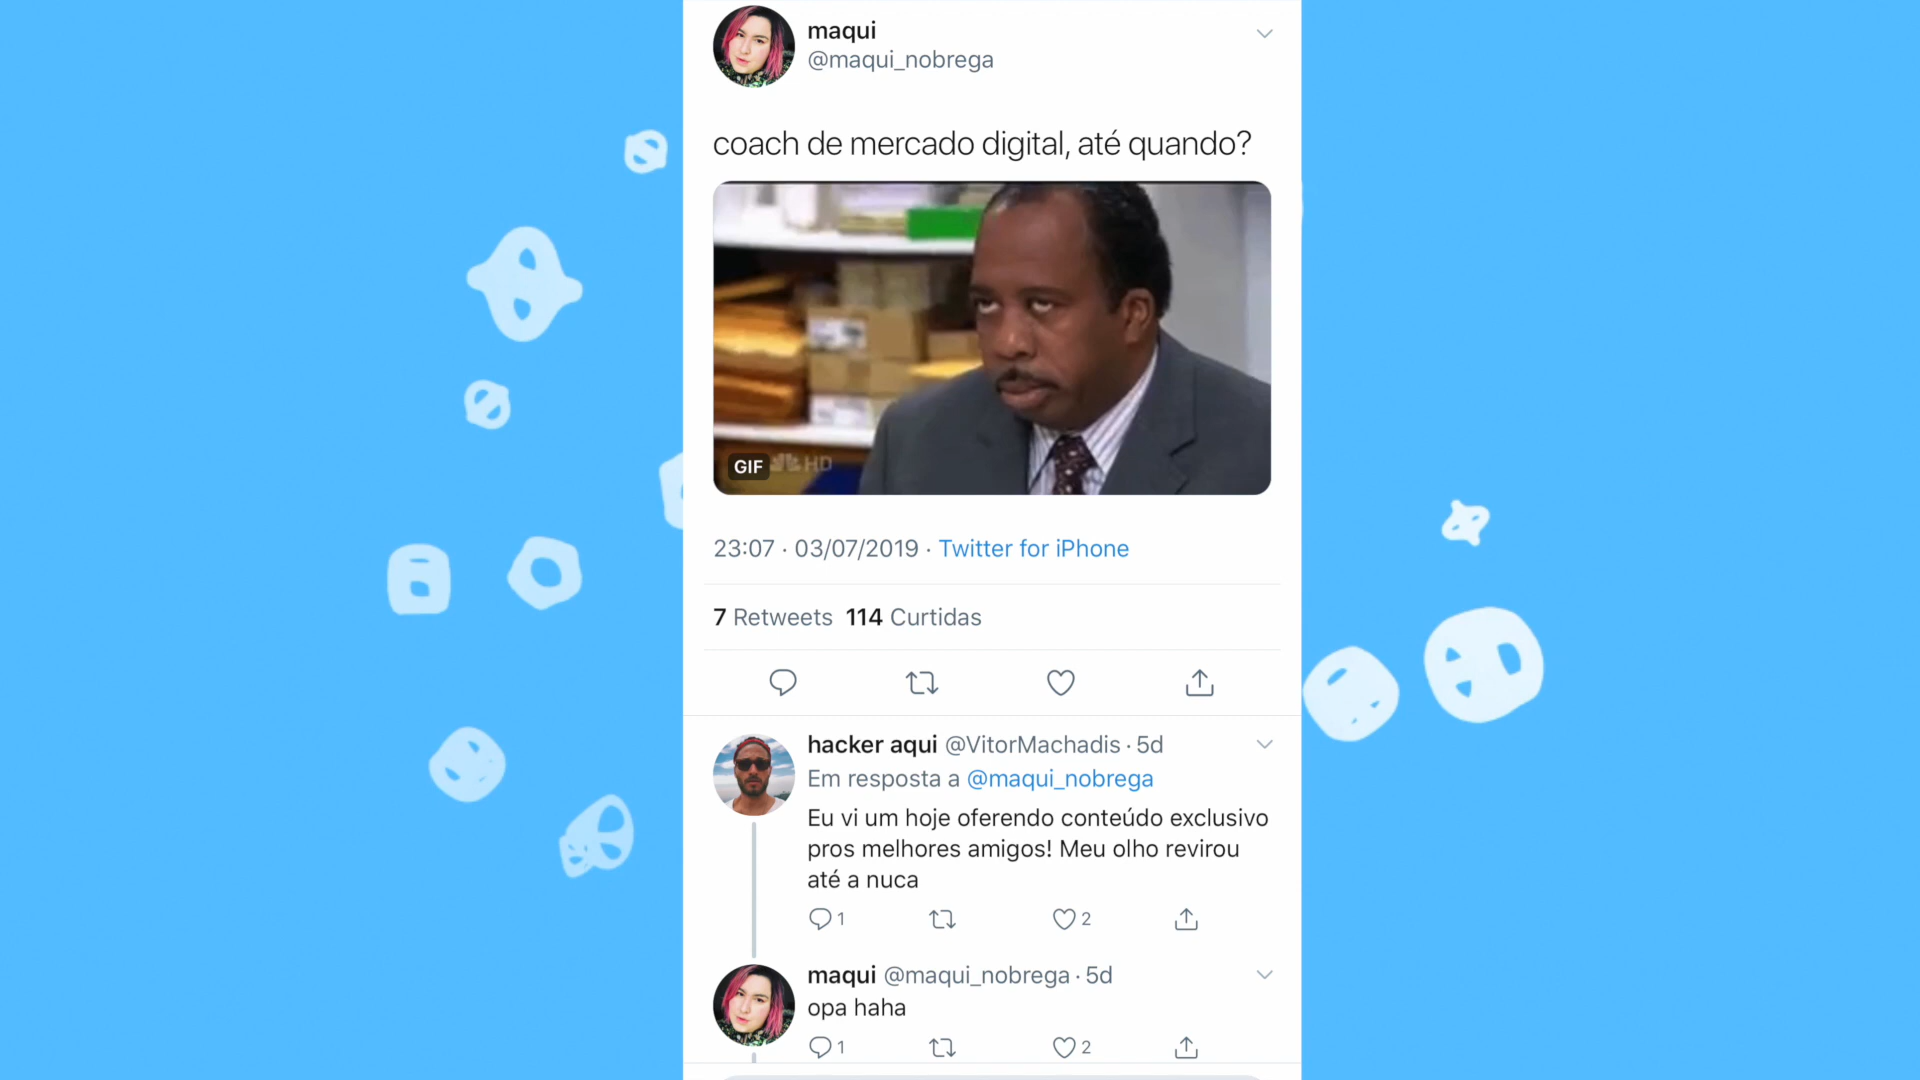 maqui
@maqui_nobrega
coach de mercado digital, até quando?
GIF HD
23:07 · 03/07/2019 · Twitter for iPhone
7 Retweets 114 Curtidas
hacker aqui @VitorMachadis · 5d
Em resposta a @maqui_nobrega
Eu vi um hoje oferendo conteúdo exclusivo
pros melhores amigos! Meu olho revirou
até a nuca
1 2
maqui @maqui_nobrega · 5d
opa haha
1 2